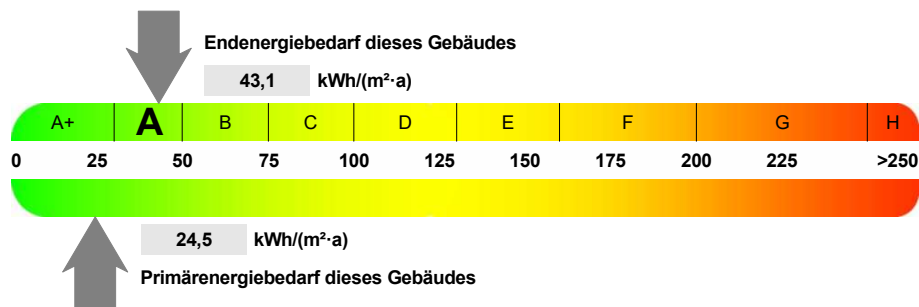 Endenergiebedarf dieses Gebäudes
43,1 kWh/(m²·a)
A+ A B C D E F G H
0 25 50 75 100 125 150 175 200 225 >250
24,5 kWh/(m²·a)
Primärenergiebedarf dieses Gebäudes